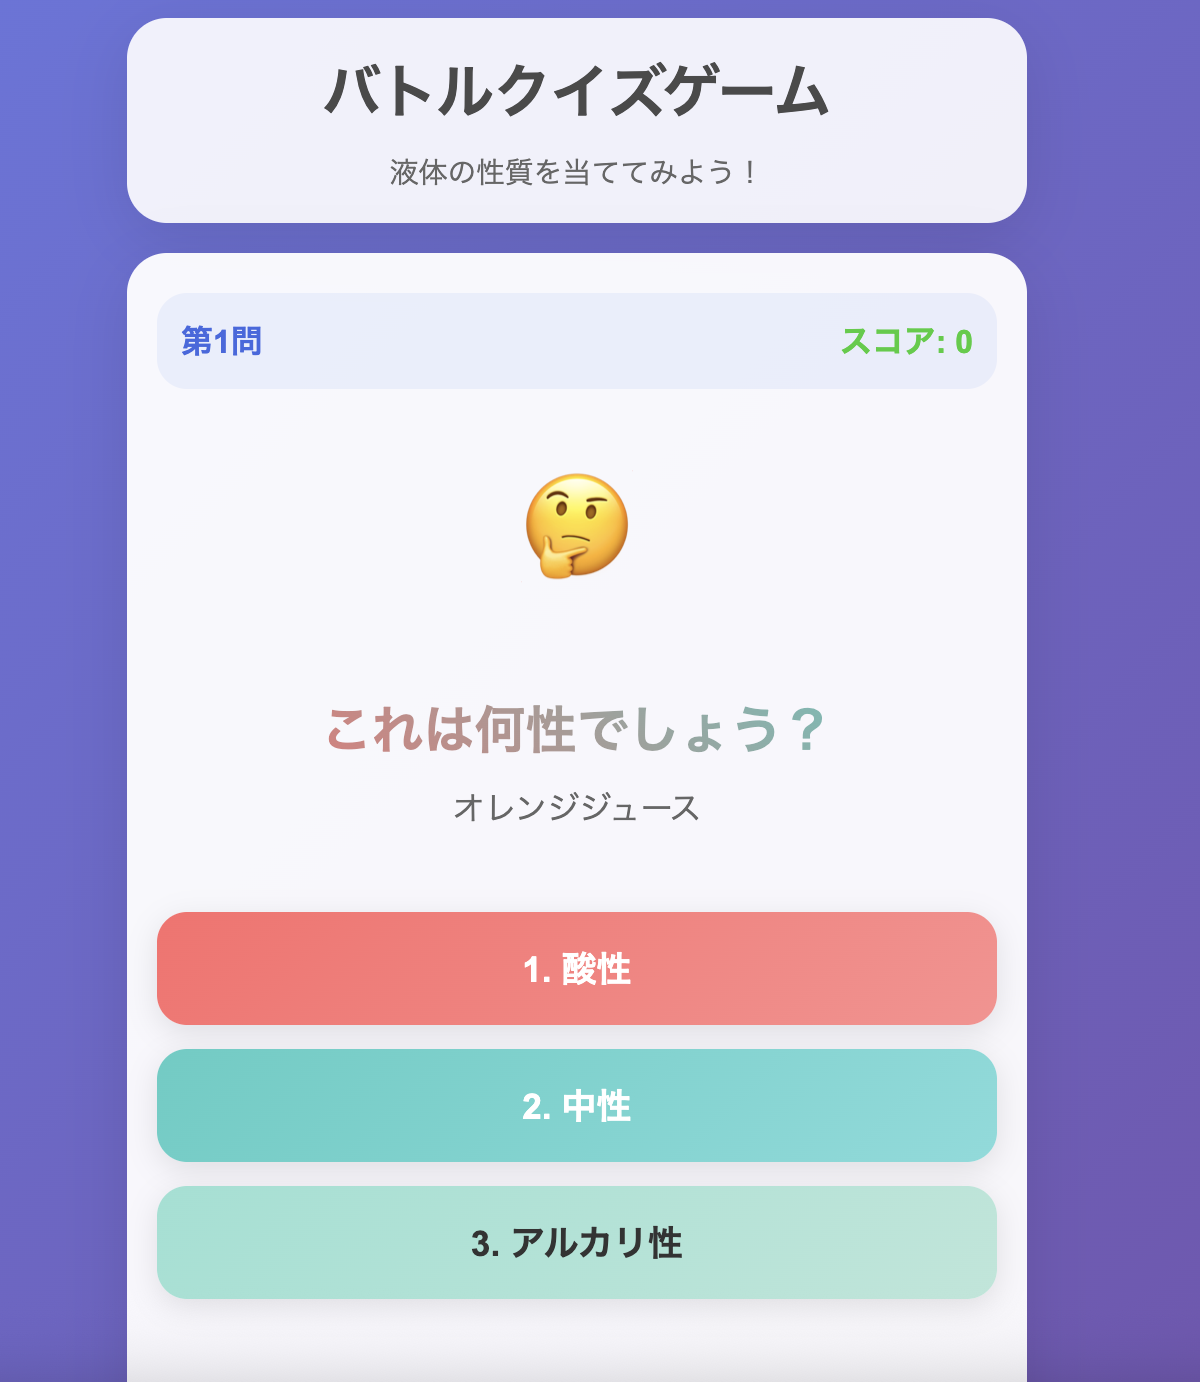 バトルクイズゲーム
液体の性質を当ててみよう！
第1問
スコア: 0
これは何性でしょう？
オレンジジュース
1. 酸性
2. 中性
3. アルカリ性